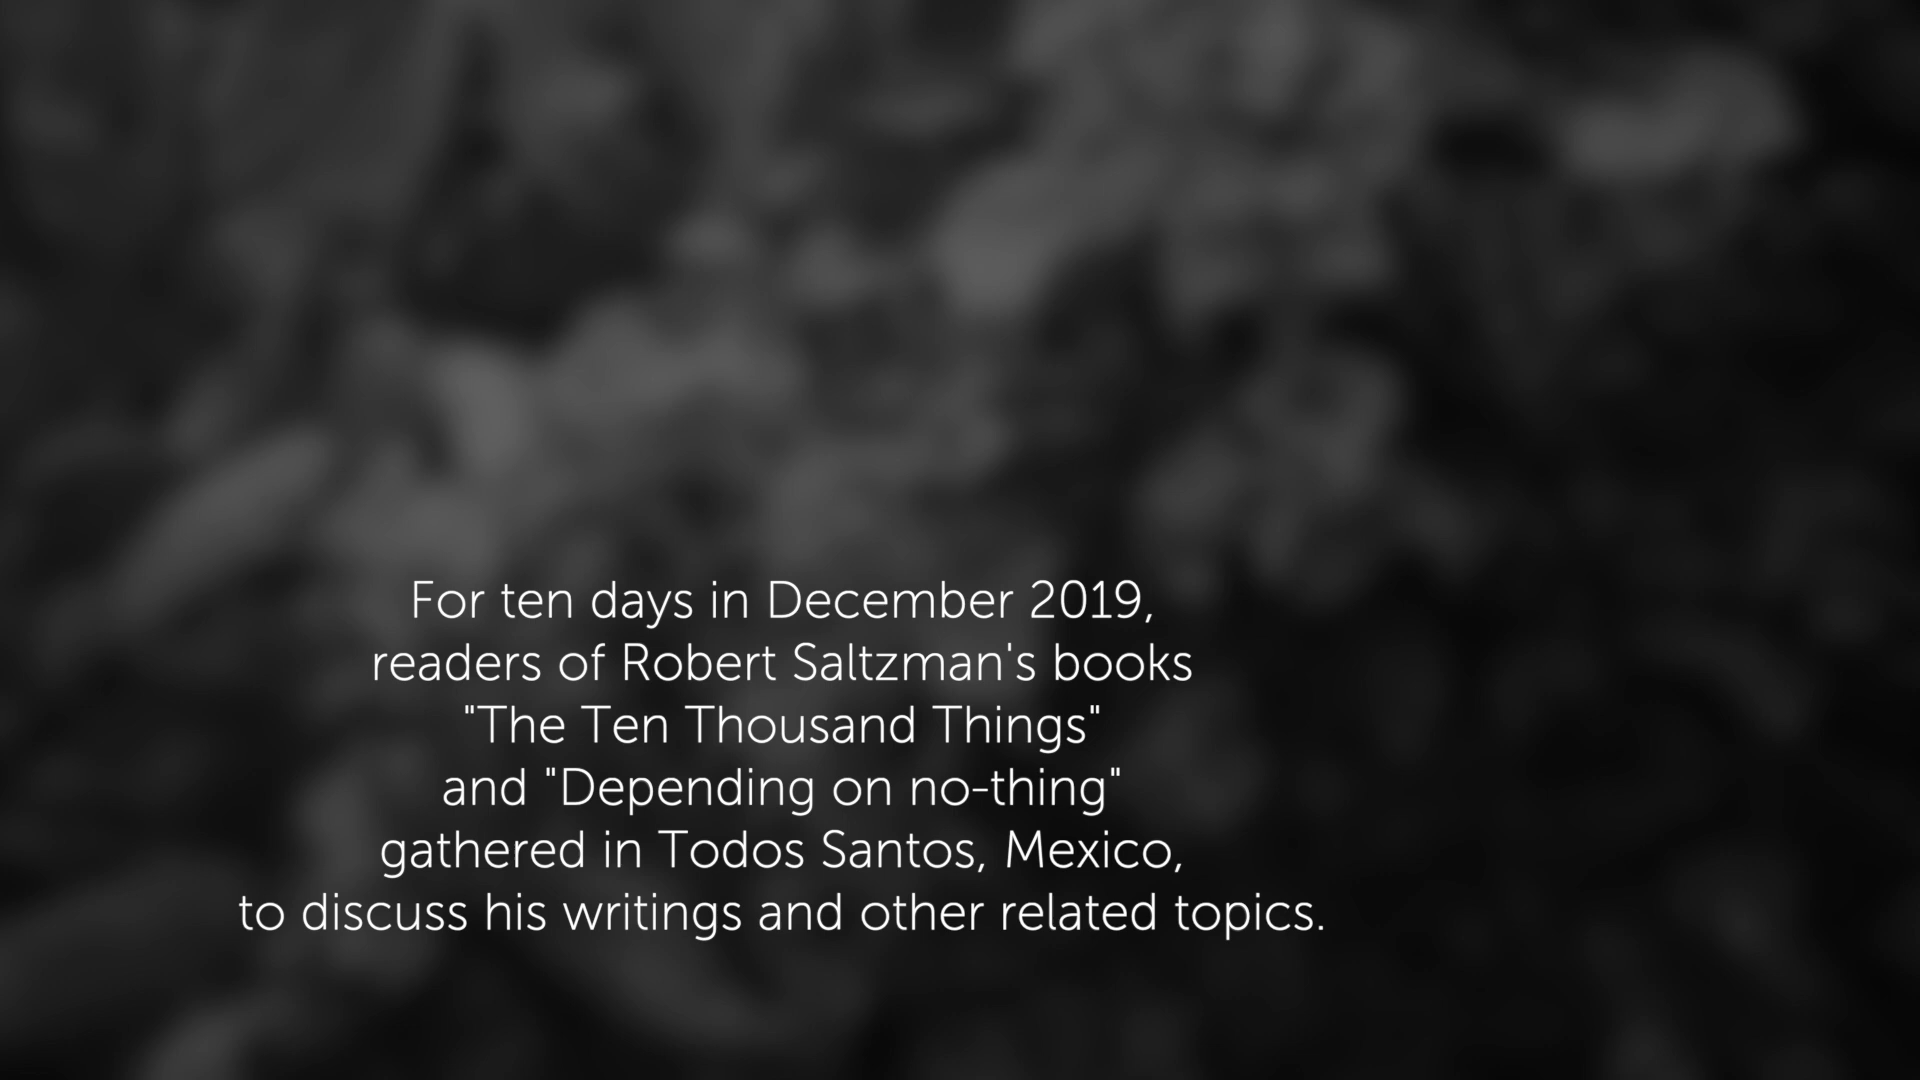 For ten days in December 2019,
readers of Robert Saltzman's books
"The Ten Thousand Things"
and "Depending on no-thing"
gathered in Todos Santos, Mexico,
to discuss his writings and other related topics.